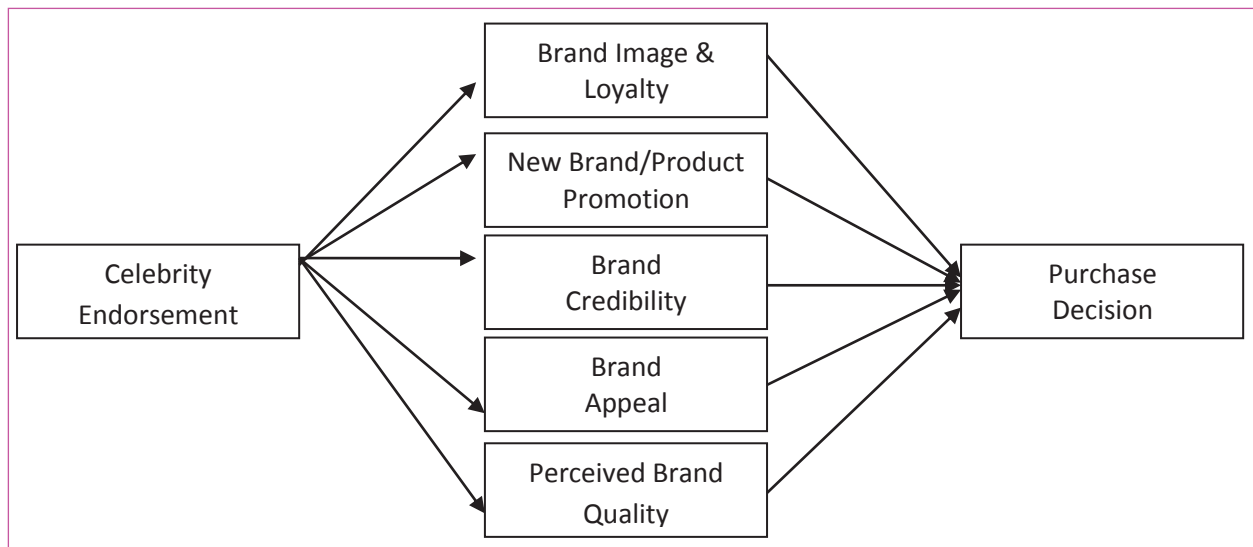 Brand Image &
Loyalty
New Brand/Product
Promotion
Celebrity
Endorsement
Brand
Credibility
Purchase
Decision
Brand
Appeal
Perceived Brand
Quality